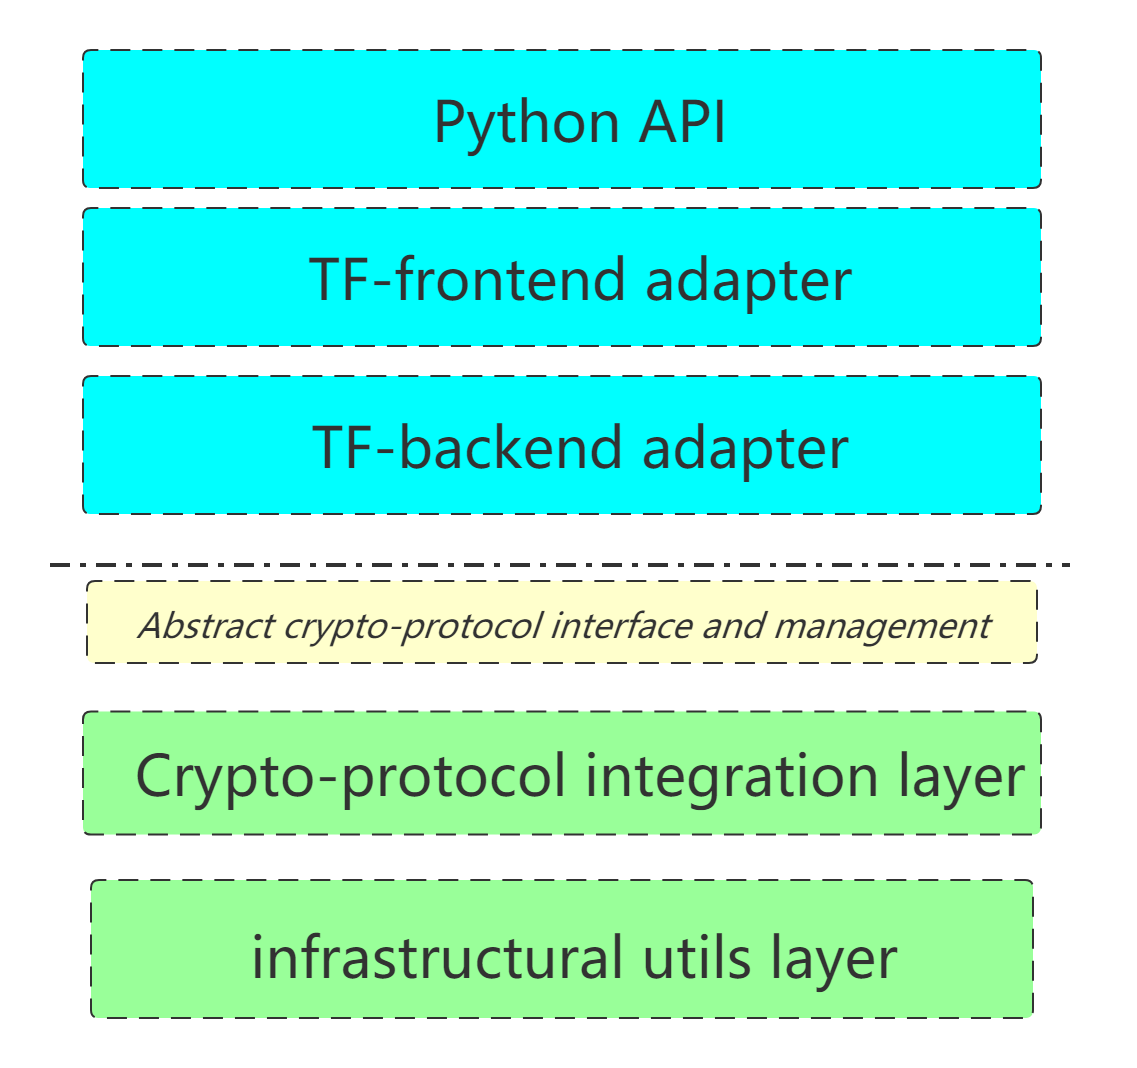 Python API
TF-frontend adapter
TF-backend adapter
Abstract crypto-protocol interface and management
Crypto-protocol integration layer
infrastructural utils layer